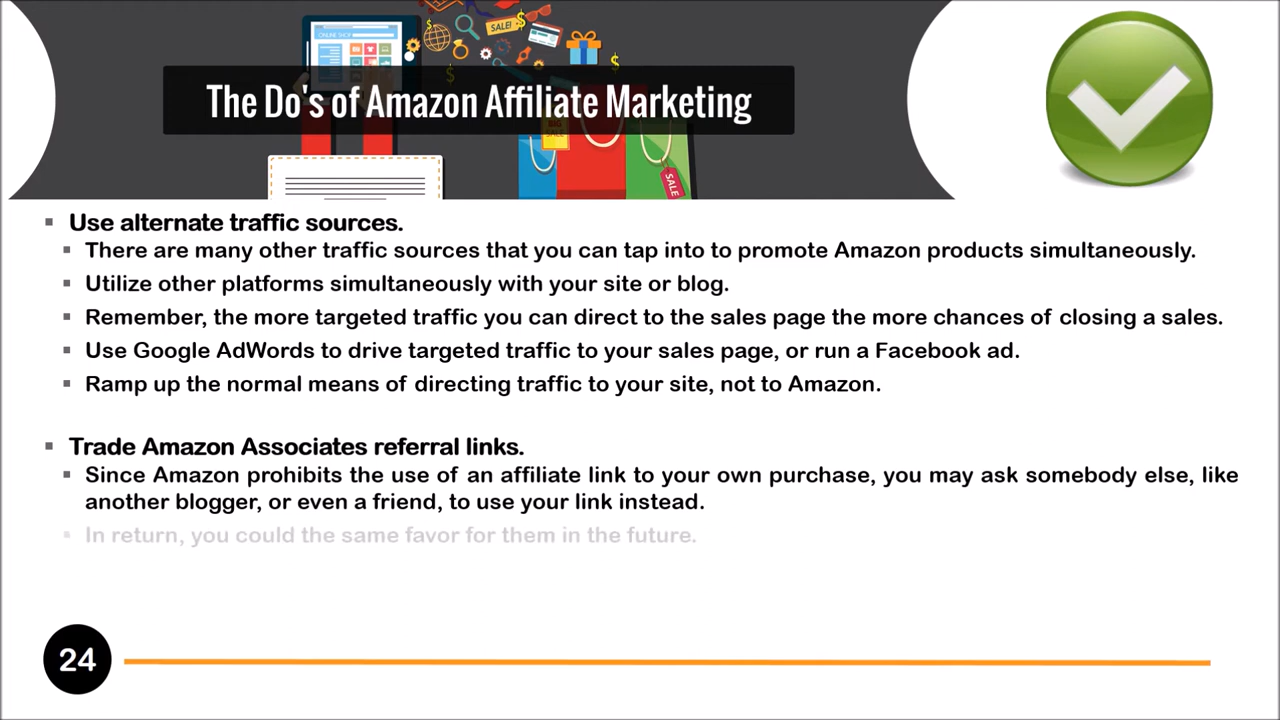 ONLINE SHOP
SALE!
The Do's of Amazon Affiliate Marketing
BIG SALE
SALE
Use alternate traffic sources.
There are many other traffic sources that you can tap into to promote Amazon products simultaneously.
Utilize other platforms simultaneously with your site or blog.
Remember, the more targeted traffic you can direct to the sales page the more chances of closing a sales.
Use Google AdWords to drive targeted traffic to your sales page, or run a Facebook ad.
Ramp up the normal means of directing traffic to your site, not to Amazon.
Trade Amazon Associates referral links.
Since Amazon prohibits the use of an affiliate link to your own purchase, you may ask somebody else, like
another blogger, or even a friend, to use your link instead.
In return, you could the same favor for them in the future.
24